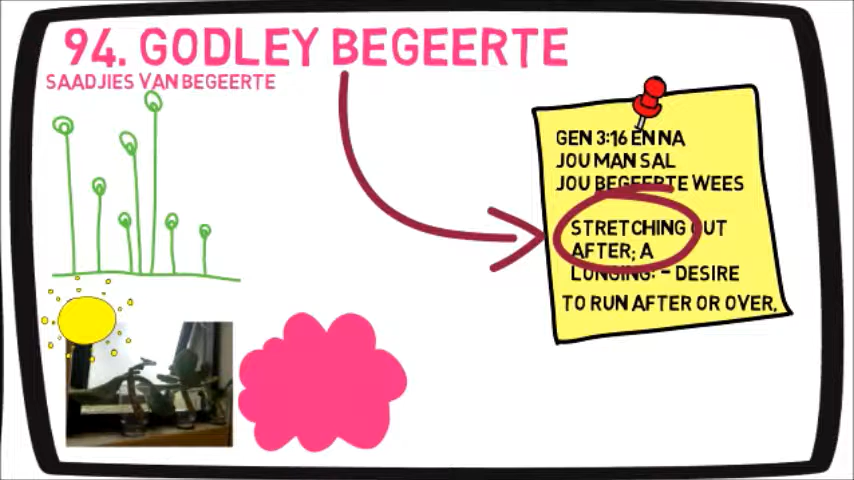 94. GODLEY BEGEERTE
SAADJIES VAN BEGEERTE
GEN 3:16 EN NA
JOU MAN SAL
JOU BEGEERTE WEES
STRETCHING OUT
AFTER; A
LONGING: - DESIRE
TO RUN AFTER OR OVER,